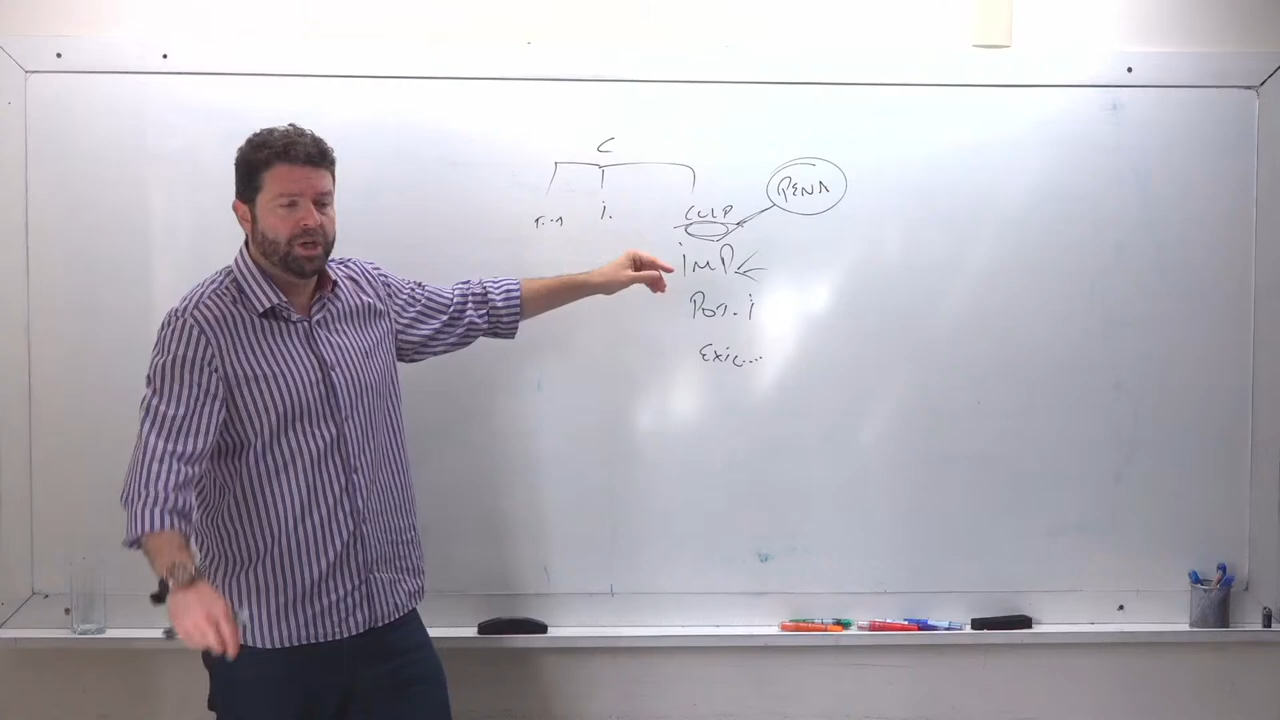 C
i.
CULP
PENA
iMP
POT. i
EXIG....